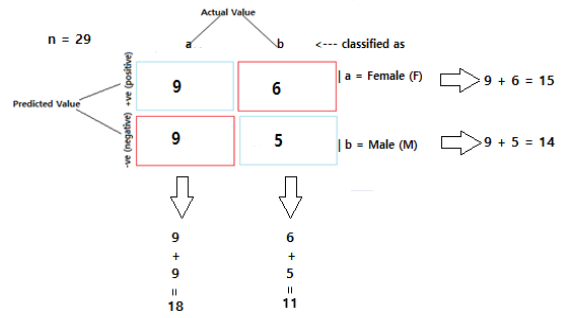 Actual Value
n = 29
a
b
<--- classified as
+ve (positive)
9
6
| a = Female (F)
9 + 6 = 15
Predicted Value
-ve (negative)
9
5
| b = Male (M)
9 + 5 = 14
9
+
9
=
18
6
+
5
=
11